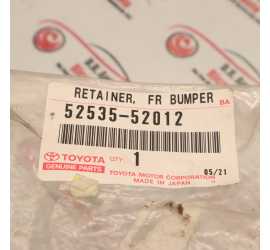 RETAINER, FR BUMPER BA
52535-52012
TOYOTA QTY. 1
GENUINE PARTS
TOYOTA MOTOR CORPORATION 05/21
MADE IN JAPAN